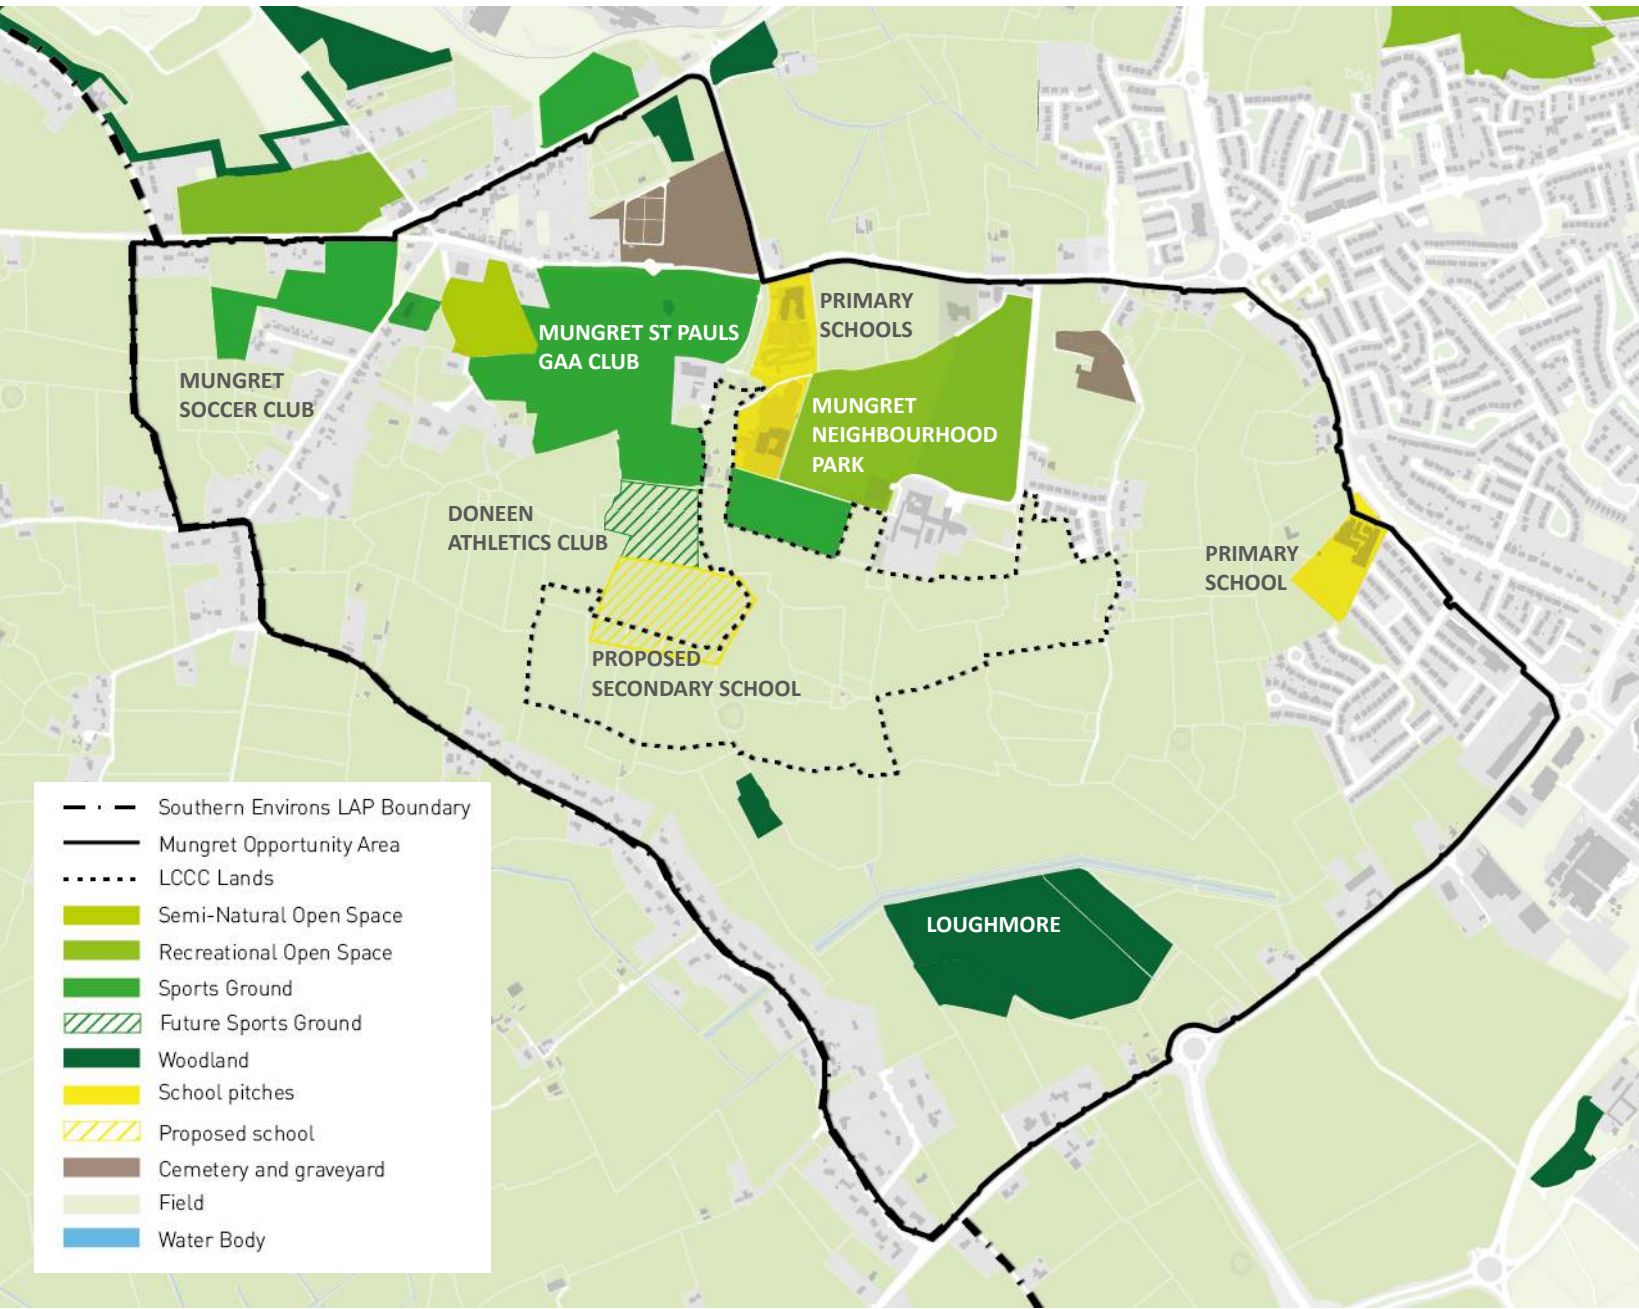 PRIMARY
SCHOOLS
MUNGRET ST PAULS
GAA CLUB
MUNGRET
SOCCER CLUB
MUNGRET
NEIGHBOURHOOD
PARK
DONEEN
ATHLETICS CLUB
PRIMARY
SCHOOL
PROPOSED
SECONDARY SCHOOL
LOUGHMORE
Southern Environs LAP Boundary
Mungret Opportunity Area
LCCC Lands
Semi-Natural Open Space
Recreational Open Space
Sports Ground
Future Sports Ground
Woodland
School pitches
Proposed school
Cemetery and graveyard
Field
Water Body